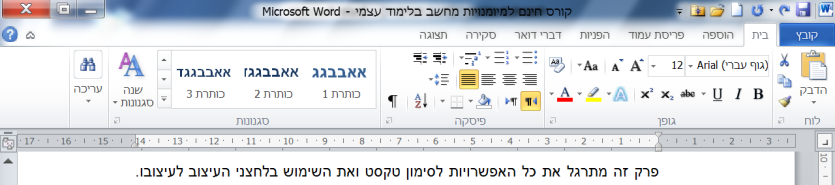 קורס חינם למיומנויות מחשב בלימוד עצמי - Microsoft Word
קובץ בית הוספה פריסת עמוד הפניות דברי דואר סקירה תצוגה
Arial (גוף עברי) 12 Aa A A Aa
U I B abc x₂ x² A A
הדבק
אאבבגג אאבבגגז אאבבגגד
כותרת 1 כותרת 2 כותרת 3
שנה סגנונות
עריכה
לוח גופן פיסקה סגנונות
17 16 15 14 13 12 11 10 9 8 7 6 5 4 3 2 1 1 2 3
פרק זה מתרגל את כל האפשרויות לסימון טקסט ואת השימוש בלחצני העיצוב לעיצובו.